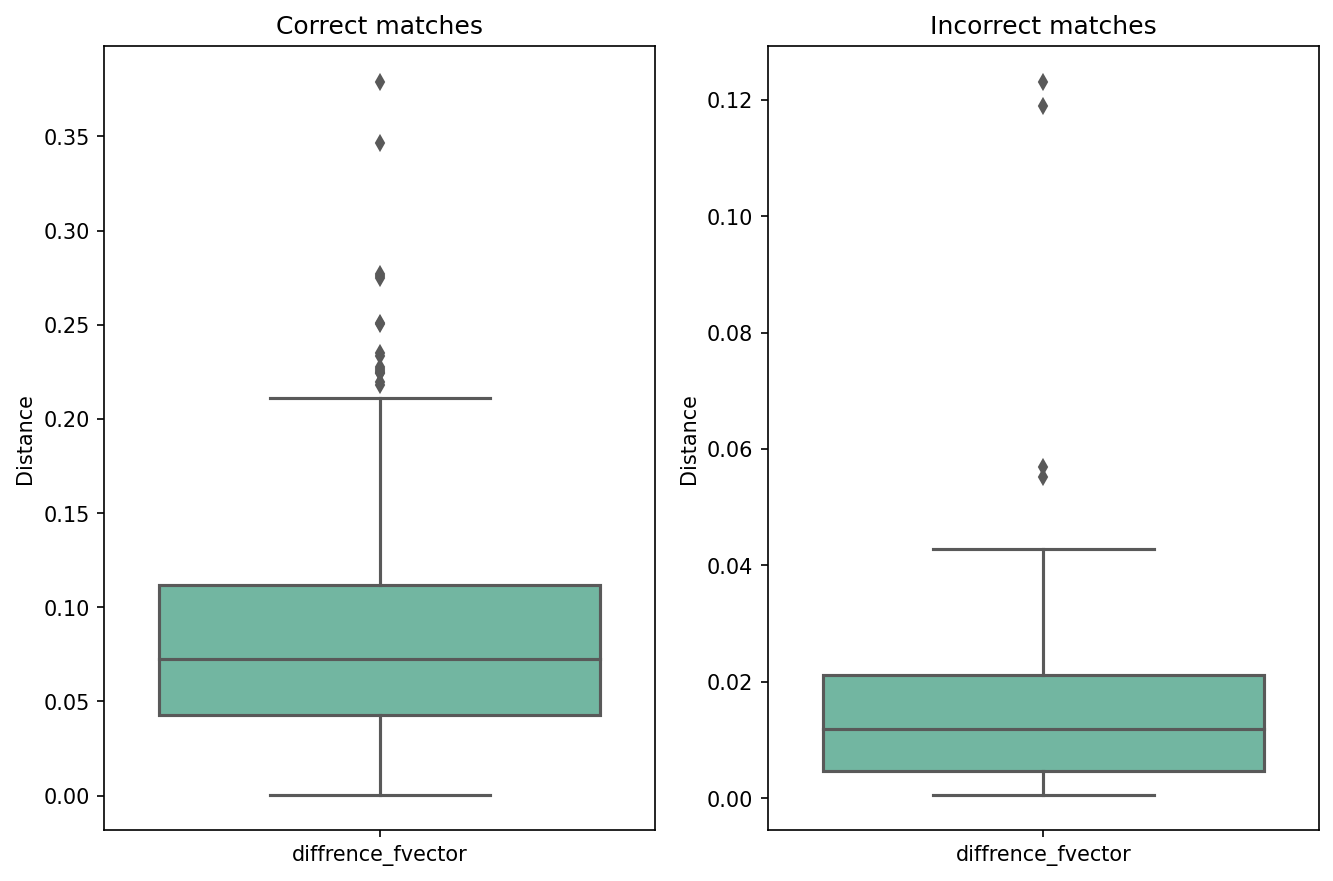 Correct matches
Distance
0.35
0.30
0.25
0.20
0.15
0.10
0.05
0.00
diffrence_fvector
Incorrect matches
Distance
0.12
0.10
0.08
0.06
0.04
0.02
0.00
diffrence_fvector